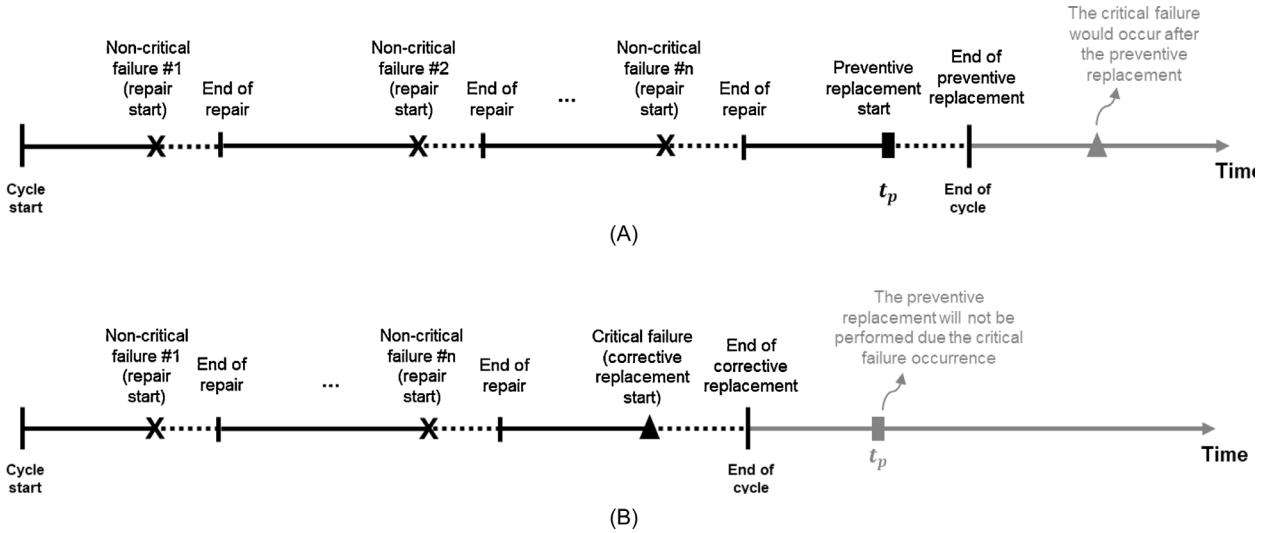 The critical failure
would occur after
the preventive
replacement
Non-critical
failure #1
(repair
start)
End of
repair
Non-critical
failure #2
(repair
start)
End of
repair
...
Non-critical
failure #n
(repair
start)
End of
repair
Preventive
replacement
start
End of
preventive
replacement
Cycle
start
t_p
End of
cycle
Time
(A)
The preventive
replacement will not be
performed due the critical
failure occurrence
Non-critical
failure #1
(repair
start)
End of
repair
...
Non-critical
failure #n
(repair
start)
End of
repair
Critical failure
(corrective
replacement
start)
End of
corrective
replacement
Cycle
start
End of
cycle
t_p
Time
(B)